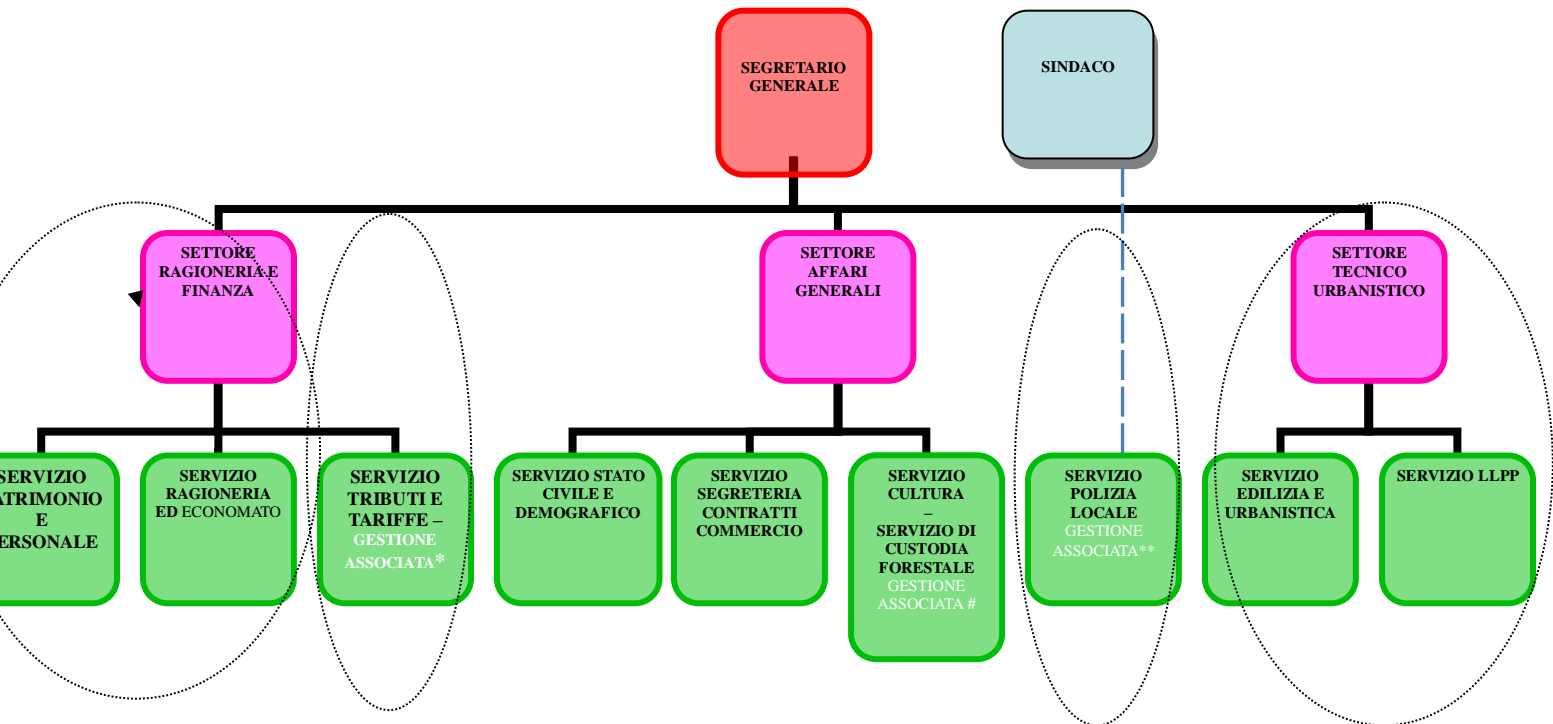 SEGRETARIO
GENERALE
SINDACO
SETTORE
RAGIONERIA E
FINANZA
SETTORE
AFFARI
GENERALI
SETTORE
TECNICO
URBANISTICO
SERVIZIO
ATRIMONIO
E
ERSONALE
SERVIZIO
RAGIONERIA
ED ECONOMATO
SERVIZIO
TRIBUTI E
TARIFFE –
GESTIONE
ASSOCIATA*
SERVIZIO STATO
CIVILE E
DEMOGRAFICO
SERVIZIO
SEGRETERIA
CONTRATTI
COMMERCIO
SERVIZIO
CULTURA
–
SERVIZIO DI
CUSTODIA
FORESTALE
GESTIONE
ASSOCIATA #
SERVIZIO
POLIZIA
LOCALE
GESTIONE
ASSOCIATA**
SERVIZIO
EDILIZIA E
URBANISTICA
SERVIZIO LLPP